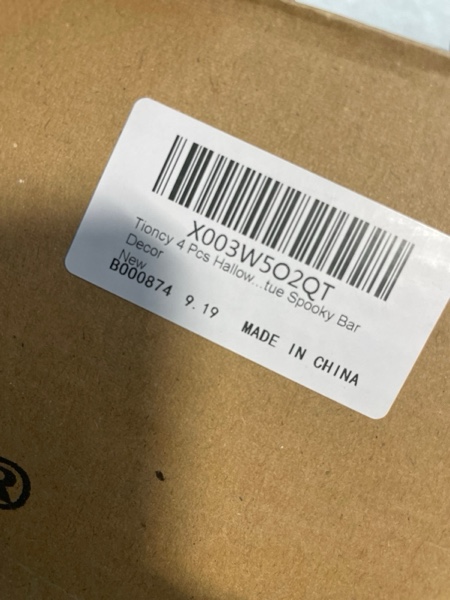 X003W5O2QT
Tioncy 4 Pcs Hallow...tue Spooky Bar
Decor
New
B000874 9.19 MADE IN CHINA
R